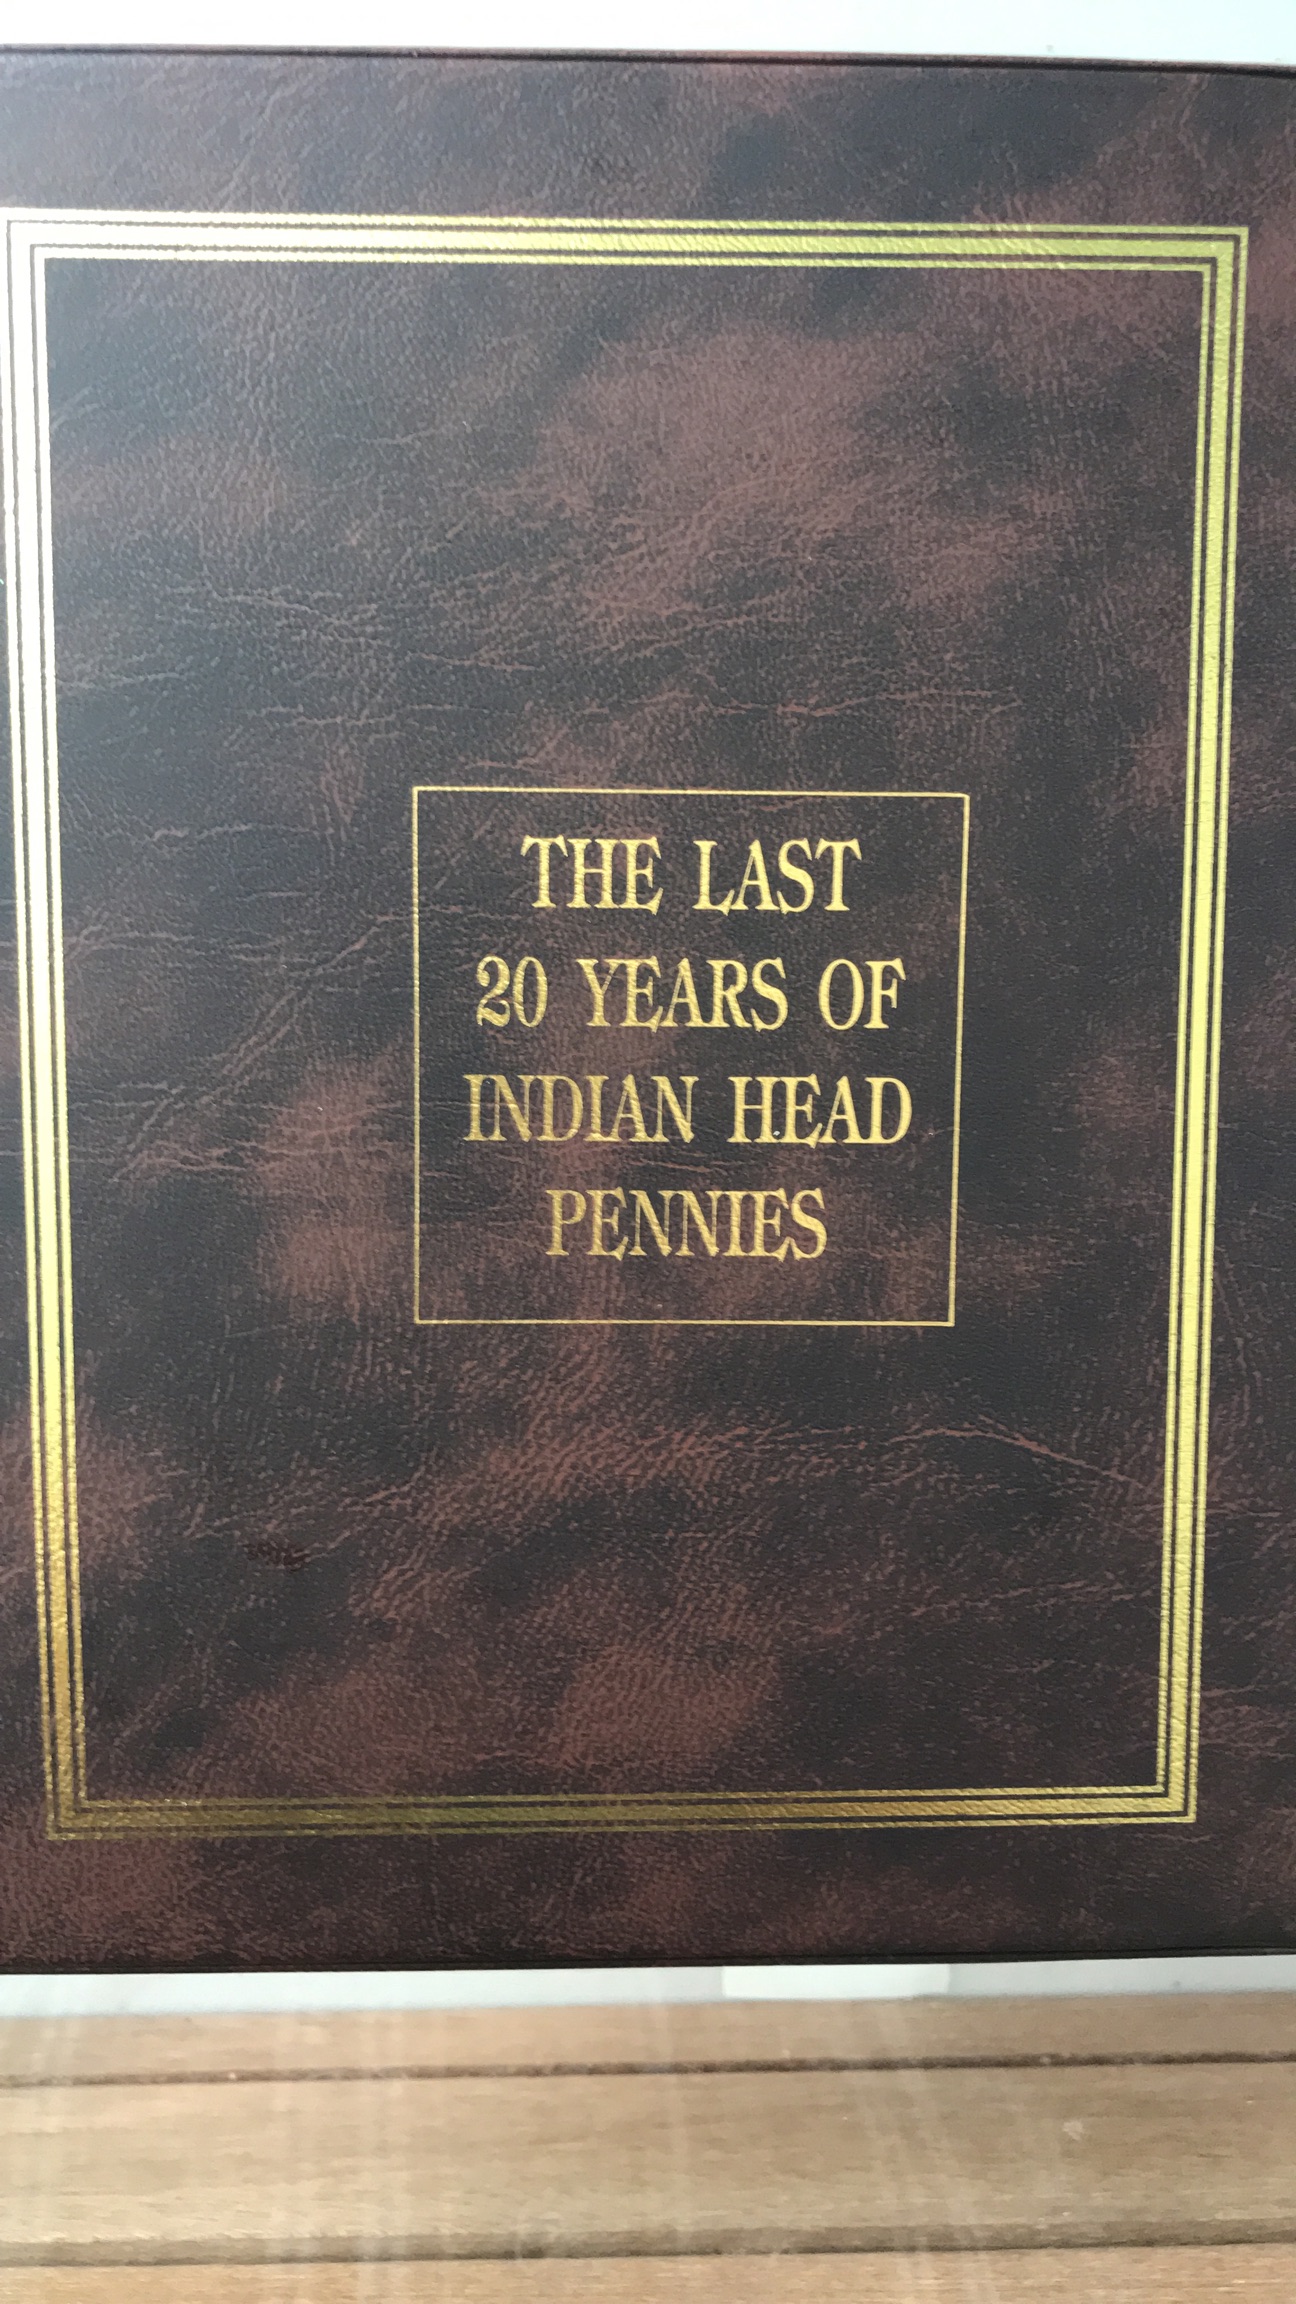 THE LAST
20 YEARS OF
INDIAN HEAD
PENNIES